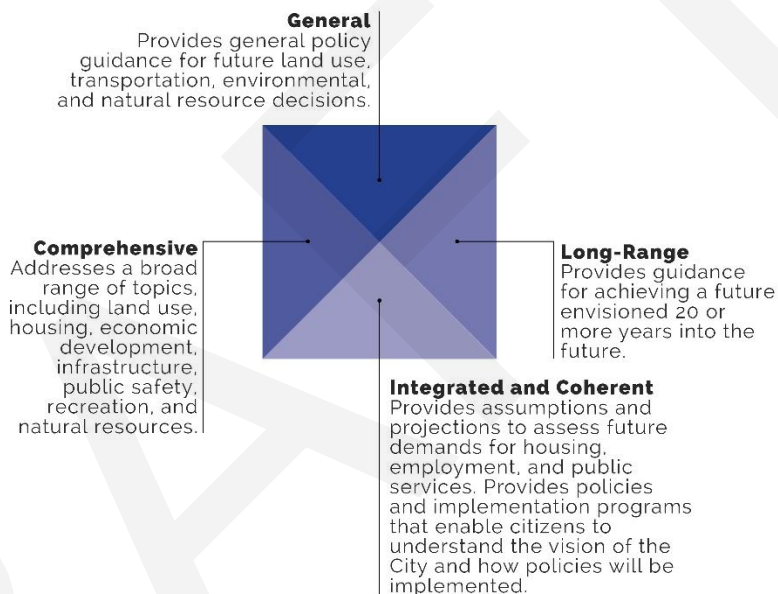 General
Provides general policy
guidance for future land use,
transportation, environmental,
and natural resource decisions.
Comprehensive
Addresses a broad
range of topics,
including land use,
housing, economic
development,
infrastructure,
public safety,
recreation, and
natural resources.
Long-Range
Provides guidance
for achieving a future
envisioned 20 or
more years into the
future.
Integrated and Coherent
Provides assumptions and
projections to assess future
demands for housing,
employment, and public
services. Provides policies
and implementation programs
that enable citizens to
understand the vision of the
City and how policies will be
implemented.